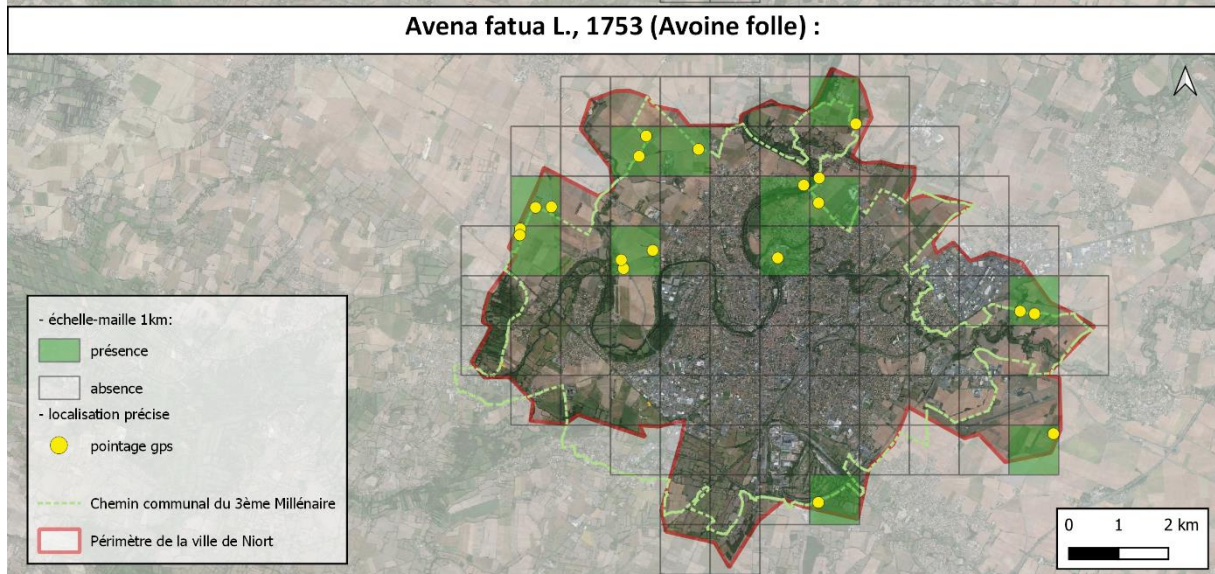 Avena fatua L., 1753 (Avoine folle) :
- échelle-maille 1km:
présence
absence
- localisation précise
pointage gps
Chemin communal du 3ème Millénaire
Périmètre de la ville de Niort
0 1 2 km